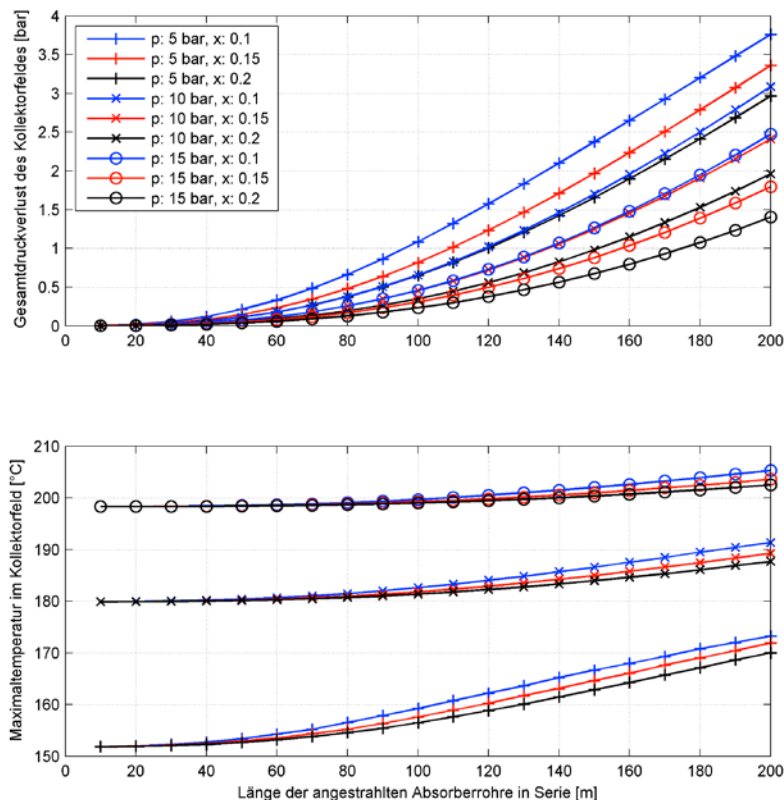 Gesamtdruckverlust des Kollektorfeldes [bar]
4
3.5
3
2.5
2
1.5
1
0.5
0
p: 5 bar, x: 0.1
p: 5 bar, x: 0.15
p: 5 bar, x: 0.2
p: 10 bar, x: 0.1
p: 10 bar, x: 0.15
p: 10 bar, x: 0.2
p: 15 bar, x: 0.1
p: 15 bar, x: 0.15
p: 15 bar, x: 0.2
0 20 40 60 80 100 120 140 160 180 200
Maximaltemperatur im Kollektorfeld [°C]
210
200
190
180
170
160
150
0 20 40 60 80 100 120 140 160 180 200
Länge der angestrahlten Absorberrohre in Serie [m]